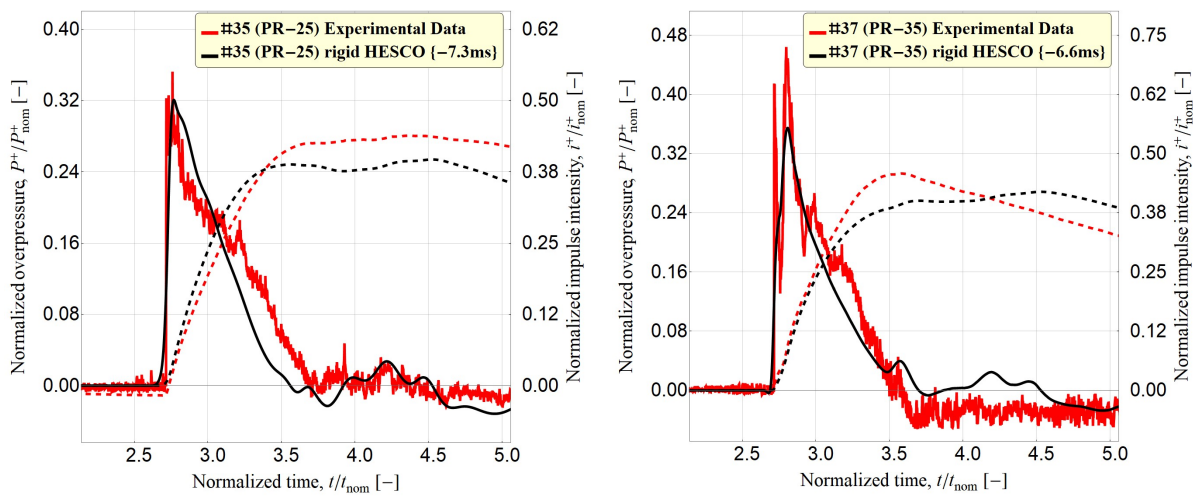 #35 (PR−25) Experimental Data
#35 (PR−25) rigid HESCO {−7.3ms}
0.40
0.32
0.24
0.16
0.08
0.00
Normalized overpressure, P⁺/P⁺nom [−]
0.62
0.50
0.38
0.25
0.12
0.00
Normalized impulse intensity, i⁺/i⁺nom [−]
2.5 3.0 3.5 4.0 4.5 5.0
Normalized time, t/tnom [−]
#37 (PR−35) Experimental Data
#37 (PR−35) rigid HESCO {−6.6ms}
0.48
0.40
0.32
0.24
0.16
0.08
0.00
Normalized overpressure, P⁺/P⁺nom [−]
0.75
0.62
0.50
0.38
0.25
0.12
0.00
Normalized impulse intensity, i⁺/i⁺nom [−]
2.5 3.0 3.5 4.0 4.5 5.0
Normalized time, t/tnom [−]